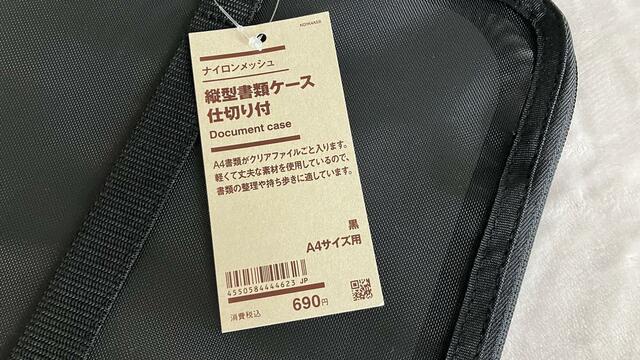 ナイロンメッシュ
縦型書類ケース
仕切り付
Document case
A4書類がクリアファイルごと入ります。
軽くて丈夫な素材を使用しているので、
書類の整理や持ち歩きに適しています。
黒
A4サイズ用
4550584444623 JP
消費税込 690円